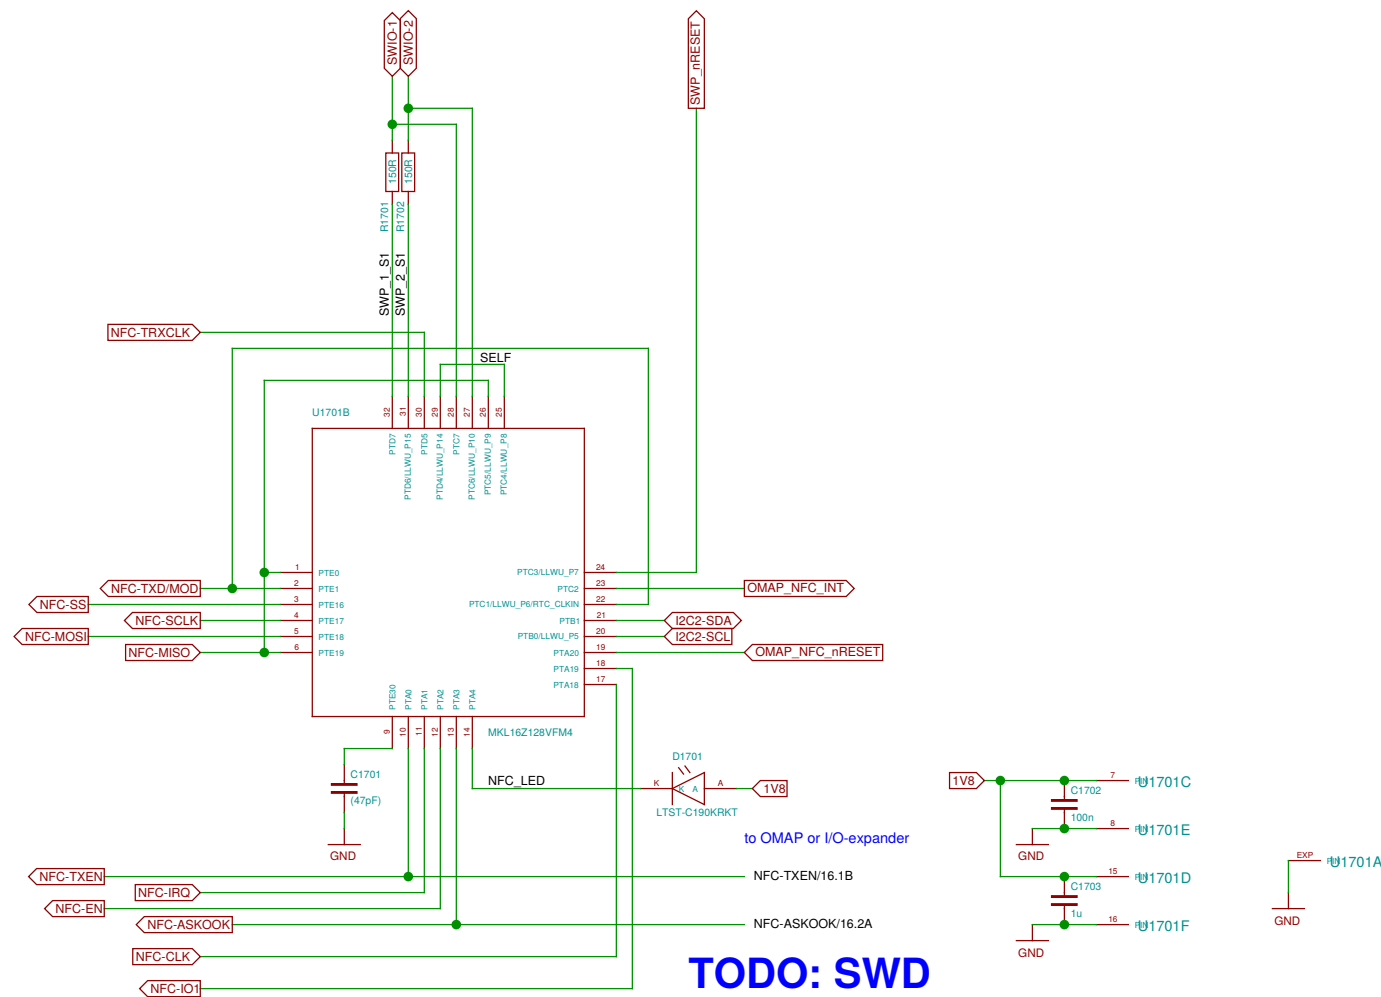 SWIO-1
SWIO-2
SWP_nRESET
150R
150R
R1701
R1702
SWP_1_S1
SWP_2_S1
NFC-TRXCLK
SELF
U1701B
32
31
30
29
28
27
26
25
PTD7
PTD6/LLWU_P15
PTD5
PTD4/LLWU_P14
PTC7
PTC6/LLWU_P10
PTC5/LLWU_P9
PTC4/LLWU_P8
NFC-TXD/MOD
NFC-SS
NFC-SCLK
NFC-MOSI
NFC-MISO
1 PTE0
2 PTE1
3 PTE16
4 PTE17
5 PTE18
6 PTE19
PTC3/LLWU_P7 24
PTC2 23
PTC1/LLWU_P6/RTC_CLKIN 22
PTB1 21
PTB0/LLWU_P5 20
PTA20 19
PTA19 18
PTA18 17
OMAP_NFC_INT
I2C2-SDA
I2C2-SCL
OMAP_NFC_nRESET
PTE30
PTA0
PTA1
PTA2
PTA3
PTA4
9
10
11
12
13
14
MKL16Z128VFM4
C1701
(47pF)
GND
NFC_LED
D1701
K
K
A
A
LTST-C190KRKT
1V8
to OMAP or I/O-expander
NFC-TXEN
NFC-TXEN/16.1B
NFC-IRQ
NFC-EN
NFC-ASKOOK
NFC-ASKOOK/16.2A
NFC-CLK
NFC-IO1
TODO: SWD
1V8
7 PIN U1701C
C1702
100n
8 PIN U1701E
GND
15 PIN U1701D
C1703
1u
16 PIN U1701F
GND
EXP PIN U1701A
GND